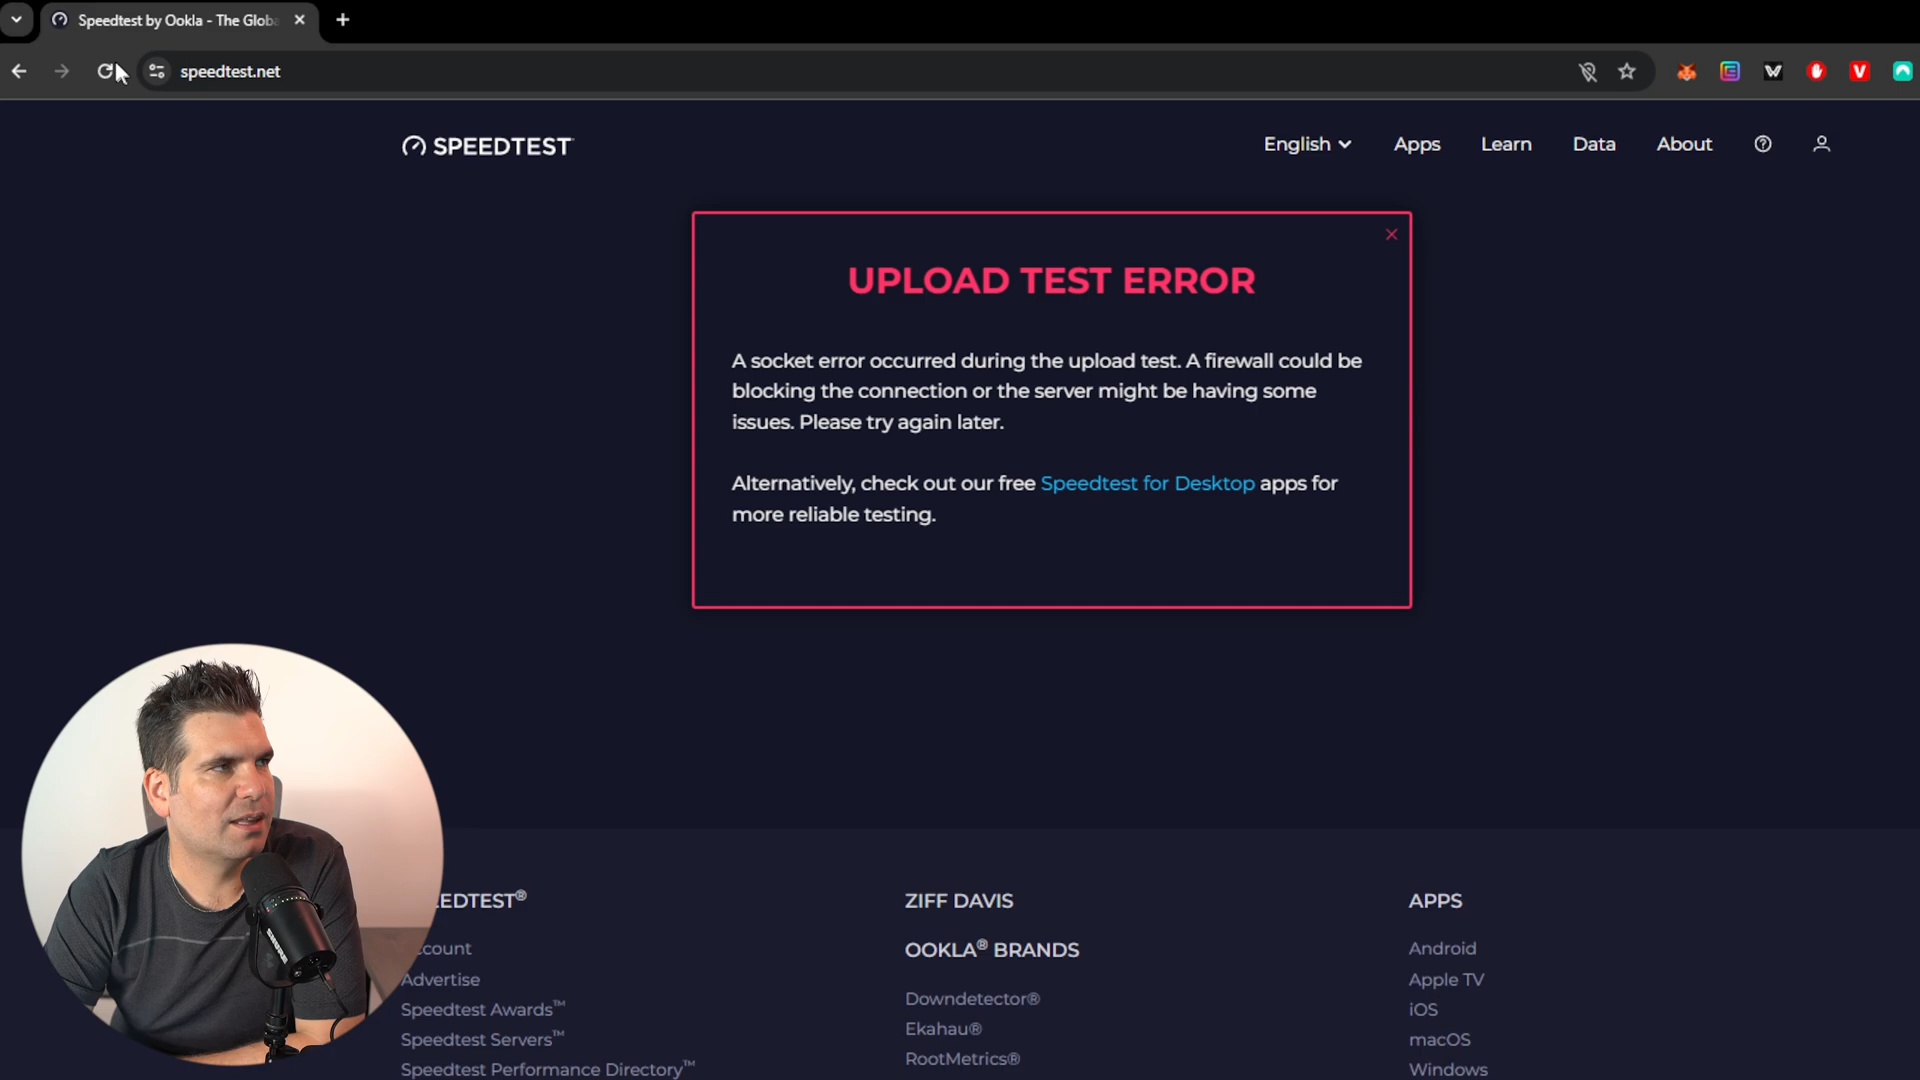 Speedtest by Ookla - The Globa
speedtest.net
SPEEDTEST
English
Apps
Learn
Data
About
UPLOAD TEST ERROR
A socket error occurred during the upload test. A firewall could be
blocking the connection or the server might be having some
issues. Please try again later.
Alternatively, check out our free Speedtest for Desktop apps for
more reliable testing.
EDTEST®
ccount
Advertise
Speedtest Awards™
Speedtest Servers™
Speedtest Performance Directory™
ZIFF DAVIS
OOKLA® BRANDS
Downdetector®
Ekahau®
RootMetrics®
APPS
Android
Apple TV
iOS
macOS
Windows
SHURE